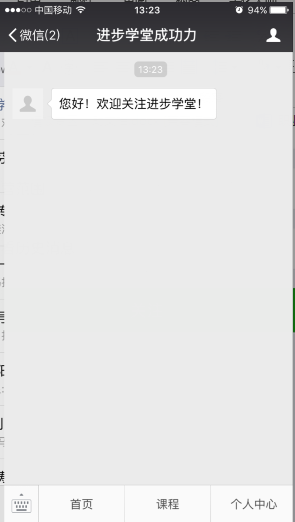 中国移动 13:23 94%
微信(2) 进步学堂成功力
13:23
您好！欢迎关注进步学堂！
首页 课程 个人中心